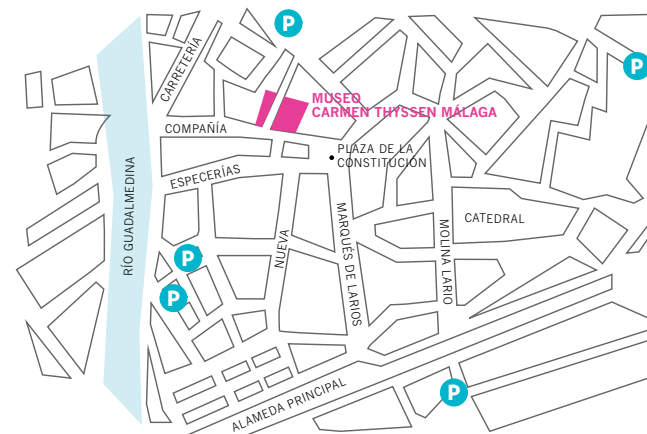 P
P
CARRETERÍA
MUSEO
CARMEN THYSSEN MÁLAGA
COMPAÑÍA
PLAZA DE LA
CONSTITUCIÓN
ESPECERÍAS
RÍO GUADALMEDINA
NUEVA
MARQUÉS DE LARIOS
MOLINA LARIO
CATEDRAL
P
P
P
ALAMEDA PRINCIPAL